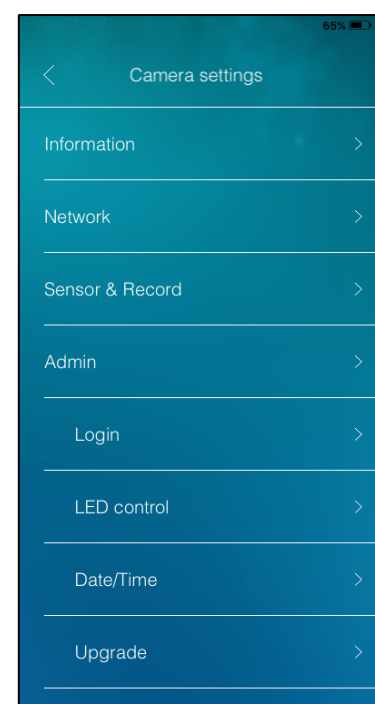 65%
Camera settings
Information
Network
Sensor & Record
Admin
Login
LED control
Date/Time
Upgrade